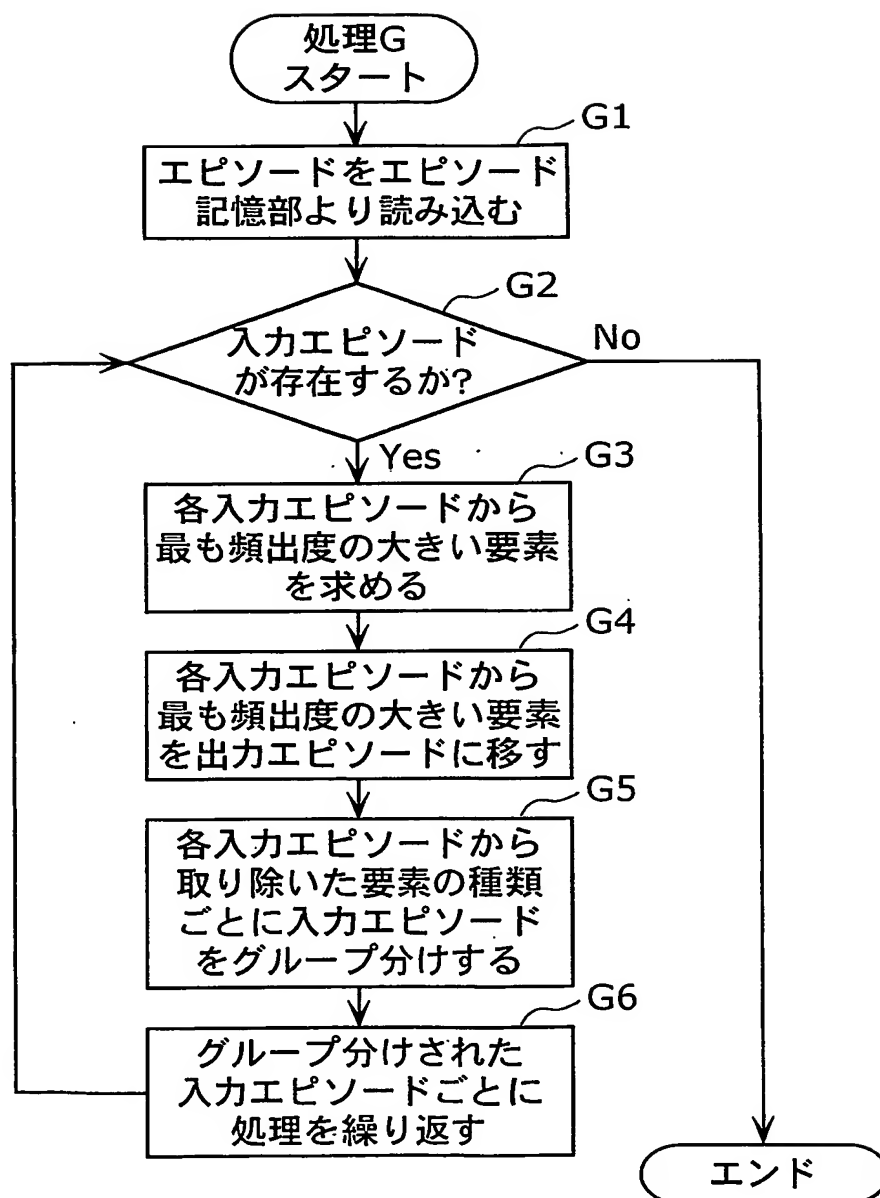 処理G
スタート
G1
エピソードをエピソード
記憶部より読み込む
G2
入力エピソード
が存在するか?
No
Yes
G3
各入力エピソードから
最も頻出度の大きい要素
を求める
G4
各入力エピソードから
最も頻出度の大きい要素
を出力エピソードに移す
G5
各入力エピソードから
取り除いた要素の種類
ごとに入力エピソード
をグループ分けする
G6
グループ分けされた
入力エピソードごとに
処理を繰り返す
エンド